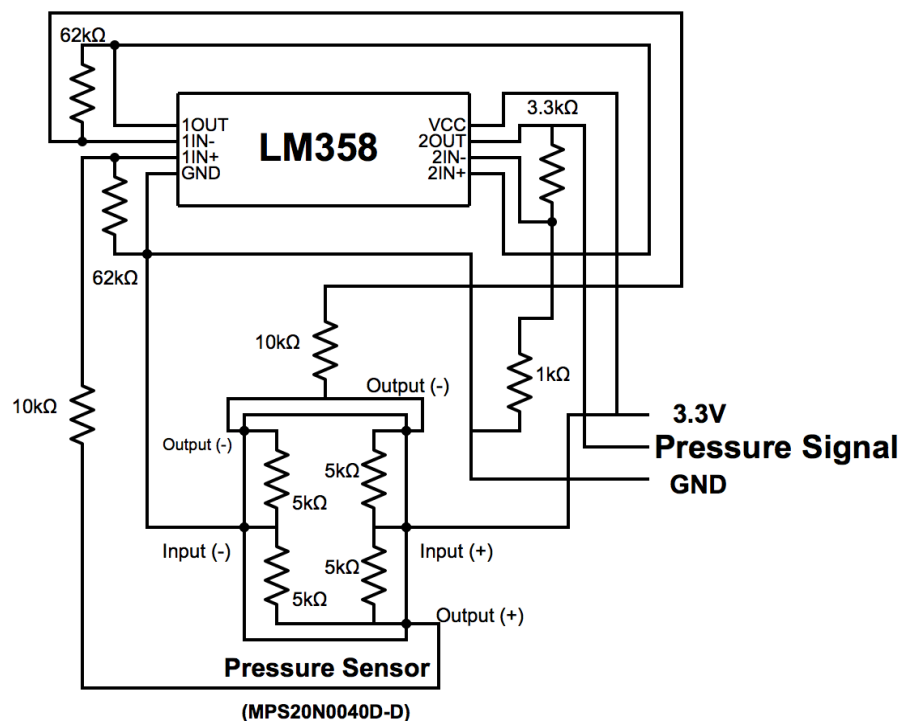 62kΩ
1OUT
1IN-
1IN+
GND
LM358
VCC
2OUT
2IN-
2IN+
3.3kΩ
62kΩ
10kΩ
10kΩ
1kΩ
Output (-)
Output (-)
5kΩ
5kΩ
Input (-)
Input (+)
5kΩ
5kΩ
Output (+)
3.3V
Pressure Signal
GND
Pressure Sensor
(MPS20N0040D-D)